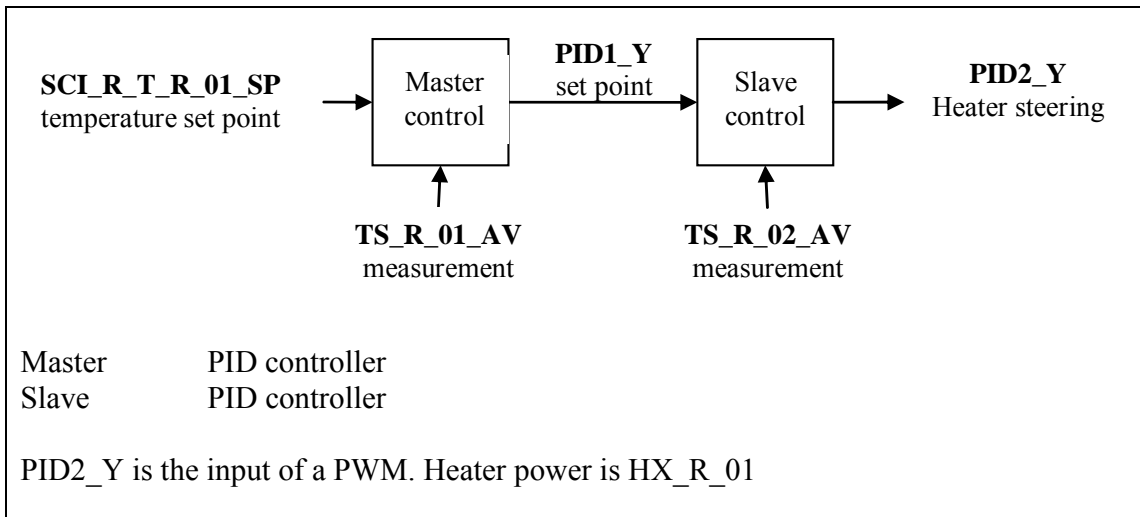 SCI_R_T_R_01_SP
temperature set point
Master
control
PID1_Y
set point
Slave
control
PID2_Y
Heater steering
TS_R_01_AV
measurement
TS_R_02_AV
measurement
Master PID controller
Slave PID controller
PID2_Y is the input of a PWM. Heater power is HX_R_01